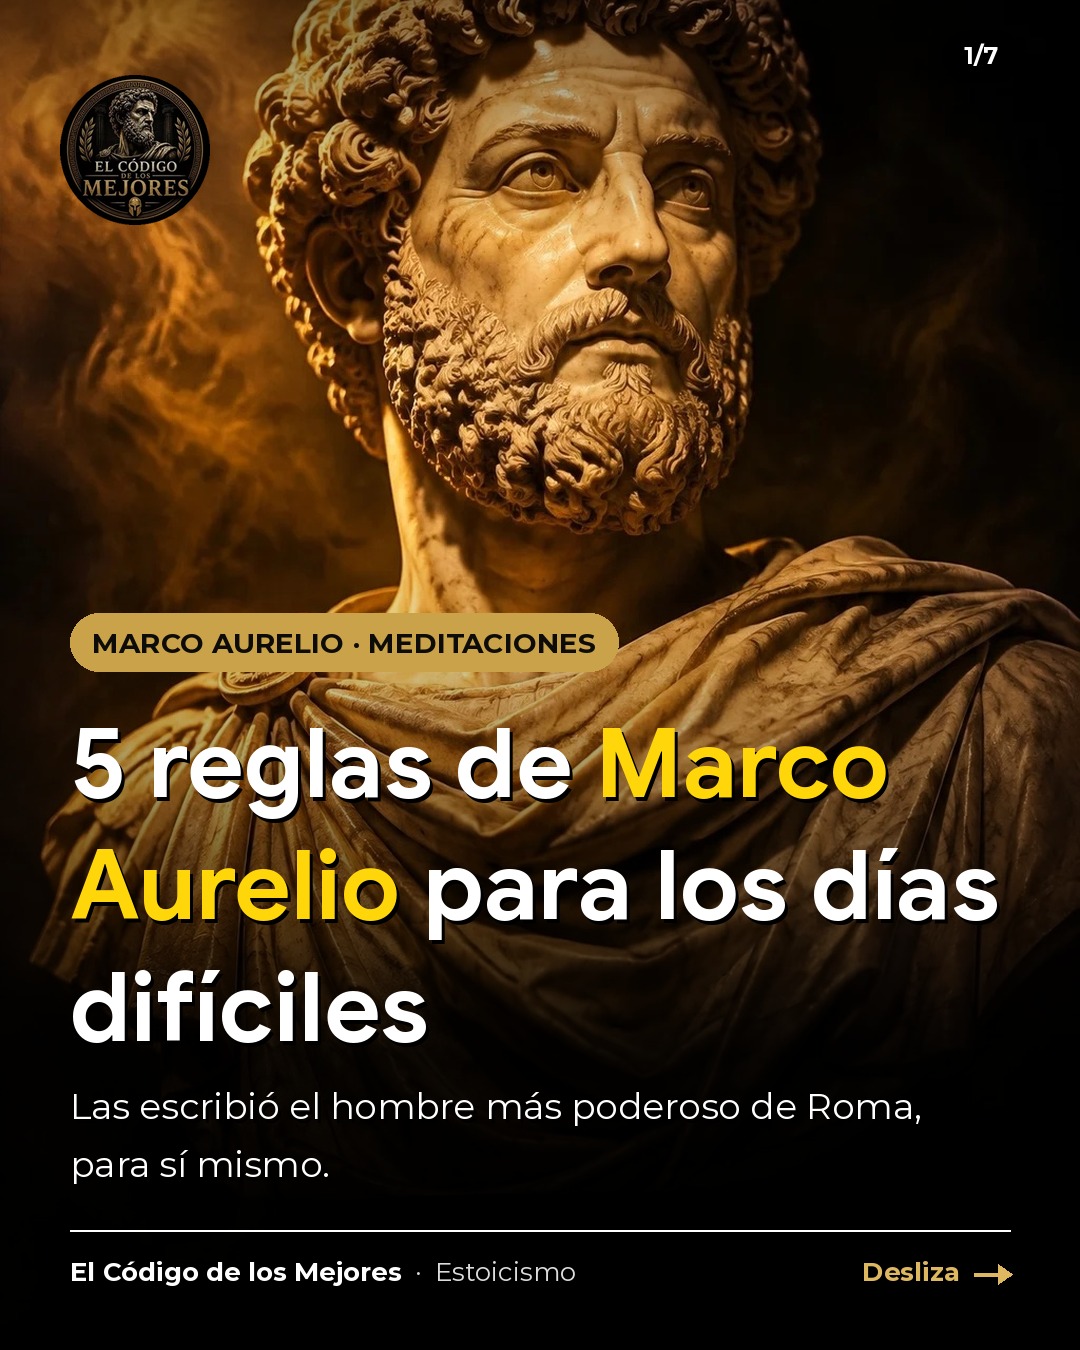 1/7
EL CÓDIGO
DE LOS
MEJORES
MARCO AURELIO · MEDITACIONES
5 reglas de Marco
Aurelio para los días
difíciles
Las escribió el hombre más poderoso de Roma,
para sí mismo.
El Código de los Mejores · Estoicismo
Desliza